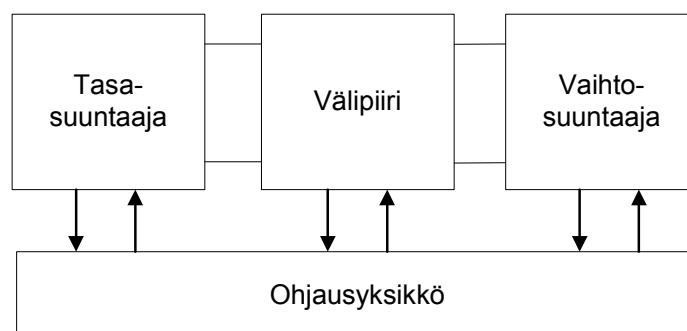 Tasa-
suuntaaja
Välipiiri
Vaihto-
suuntaaja
Ohjausyksikkö